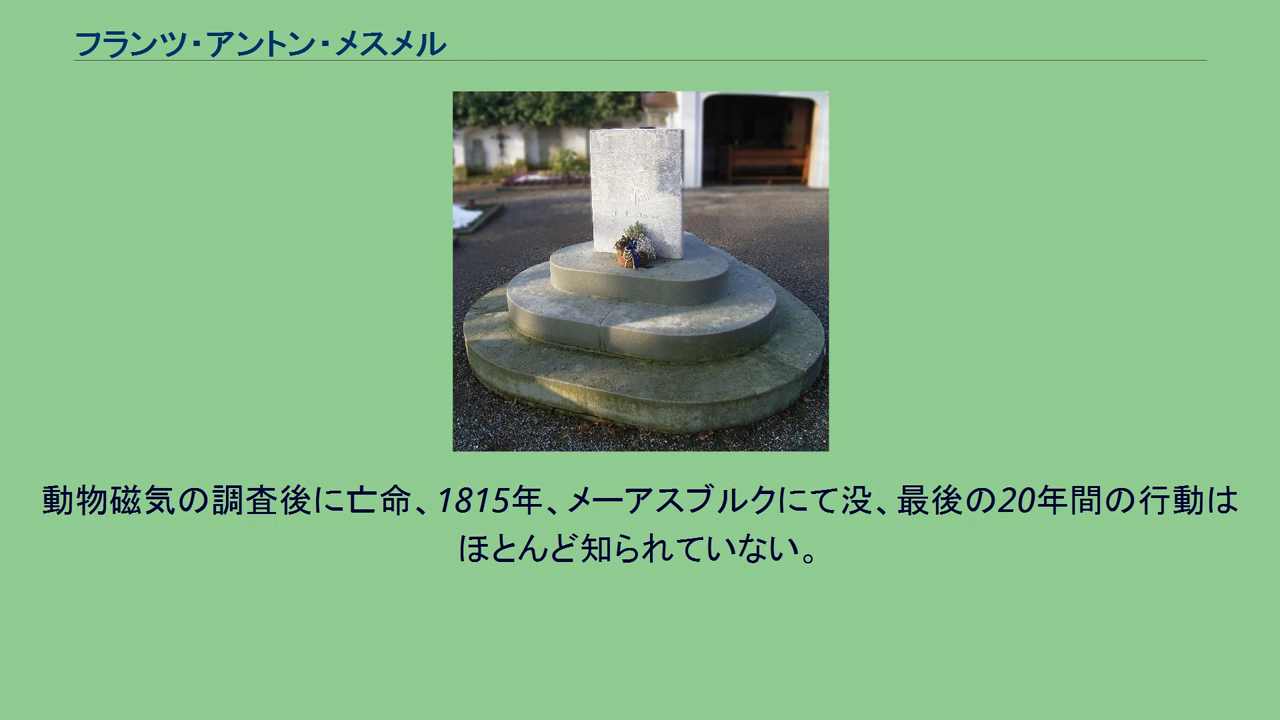 フランツ・アントン・メスメル
動物磁気の調査後に亡命、1815年、メーアスブルクにて没、最後の20年間の行動は
ほとんど知られていない。